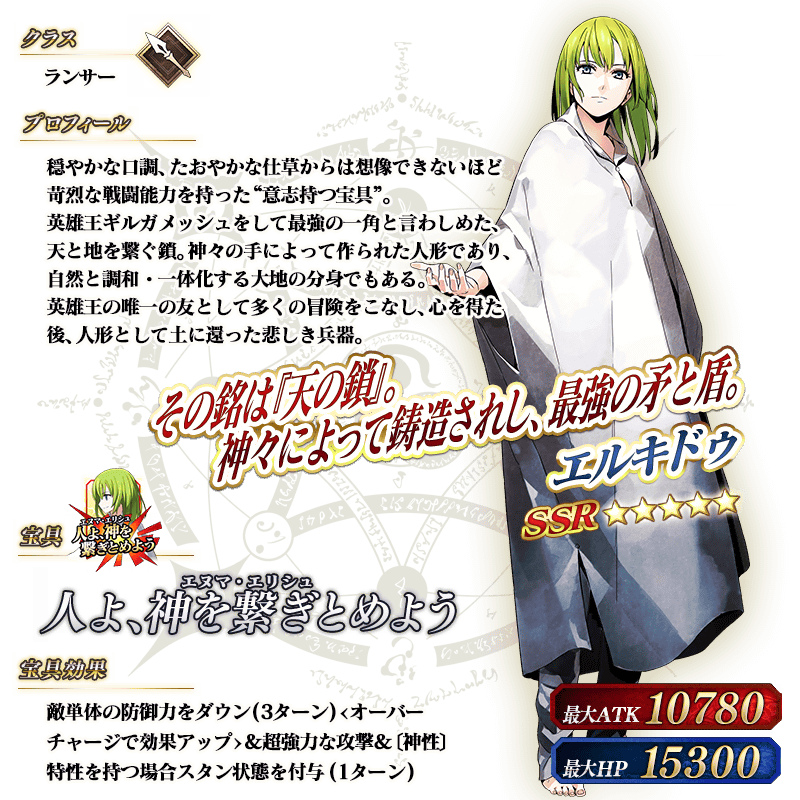 クラス
ランサー
プロフィール
穏やかな口調、たおやかな仕草からは想像できないほど
苛烈な戦闘能力を持った“意志持つ宝具”。
英雄王ギルガメッシュをして最強の一角と言わしめた、
天と地を繋ぐ鎖。神々の手によって作られた人形であり、
自然と調和・一体化する大地の分身でもある。
英雄王の唯一の友として多くの冒険をこなし、心を得た
後、人形として土に還った悲しき兵器。
その銘は『天の鎖』。
神々によって鋳造されし、最強の矛と盾。
エルキドゥ
SSR ★★★★★
宝具
エヌマ・エリシュ
人よ、神を
繋ぎとめよう
エヌマ・エリシュ
人よ、神を繋ぎとめよう
宝具効果
敵単体の防御力をダウン(3ターン)<オーバー
チャージで効果アップ>&超強力な攻撃&〔神性〕
特性を持つ場合スタン状態を付与(1ターン)
最大ATK 10780
最大HP 15300